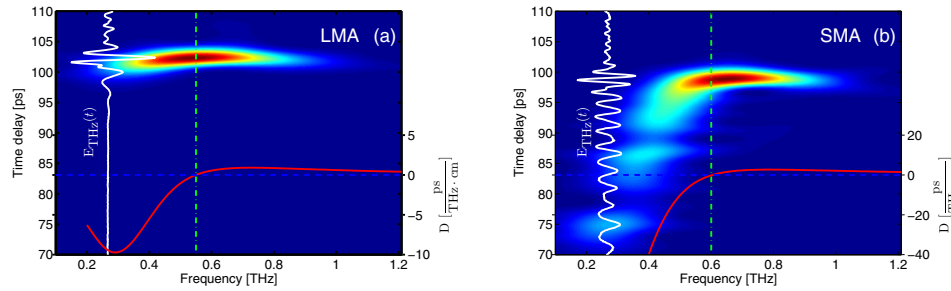 LMA (a)
Time delay [ps]
110
105
100
95
90
85
80
75
70
E_THz(t)
5
0
−5
−10
D [ps/THz· cm]
0.2 0.4 0.6 0.8 1 1.2
Frequency [THz]
SMA (b)
Time delay [ps]
110
105
100
95
90
85
80
75
70
E_THz(t)
20
0
−20
−40
D [ps/TH
0.2 0.4 0.6 0.8 1 1.2
Frequency [THz]